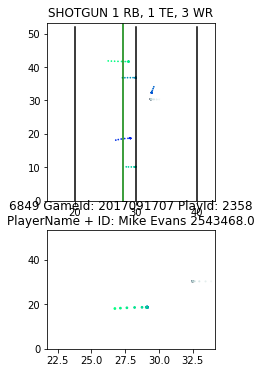 SHOTGUN 1 RB, 1 TE, 3 WR
50
40
30
20
10
0
20 30 40
6849 GameId: 2017091707 PlayId: 2358
PlayerName + ID: Mike Evans 2543468.0
40
20
0
22.5 25.0 27.5 30.0 32.5